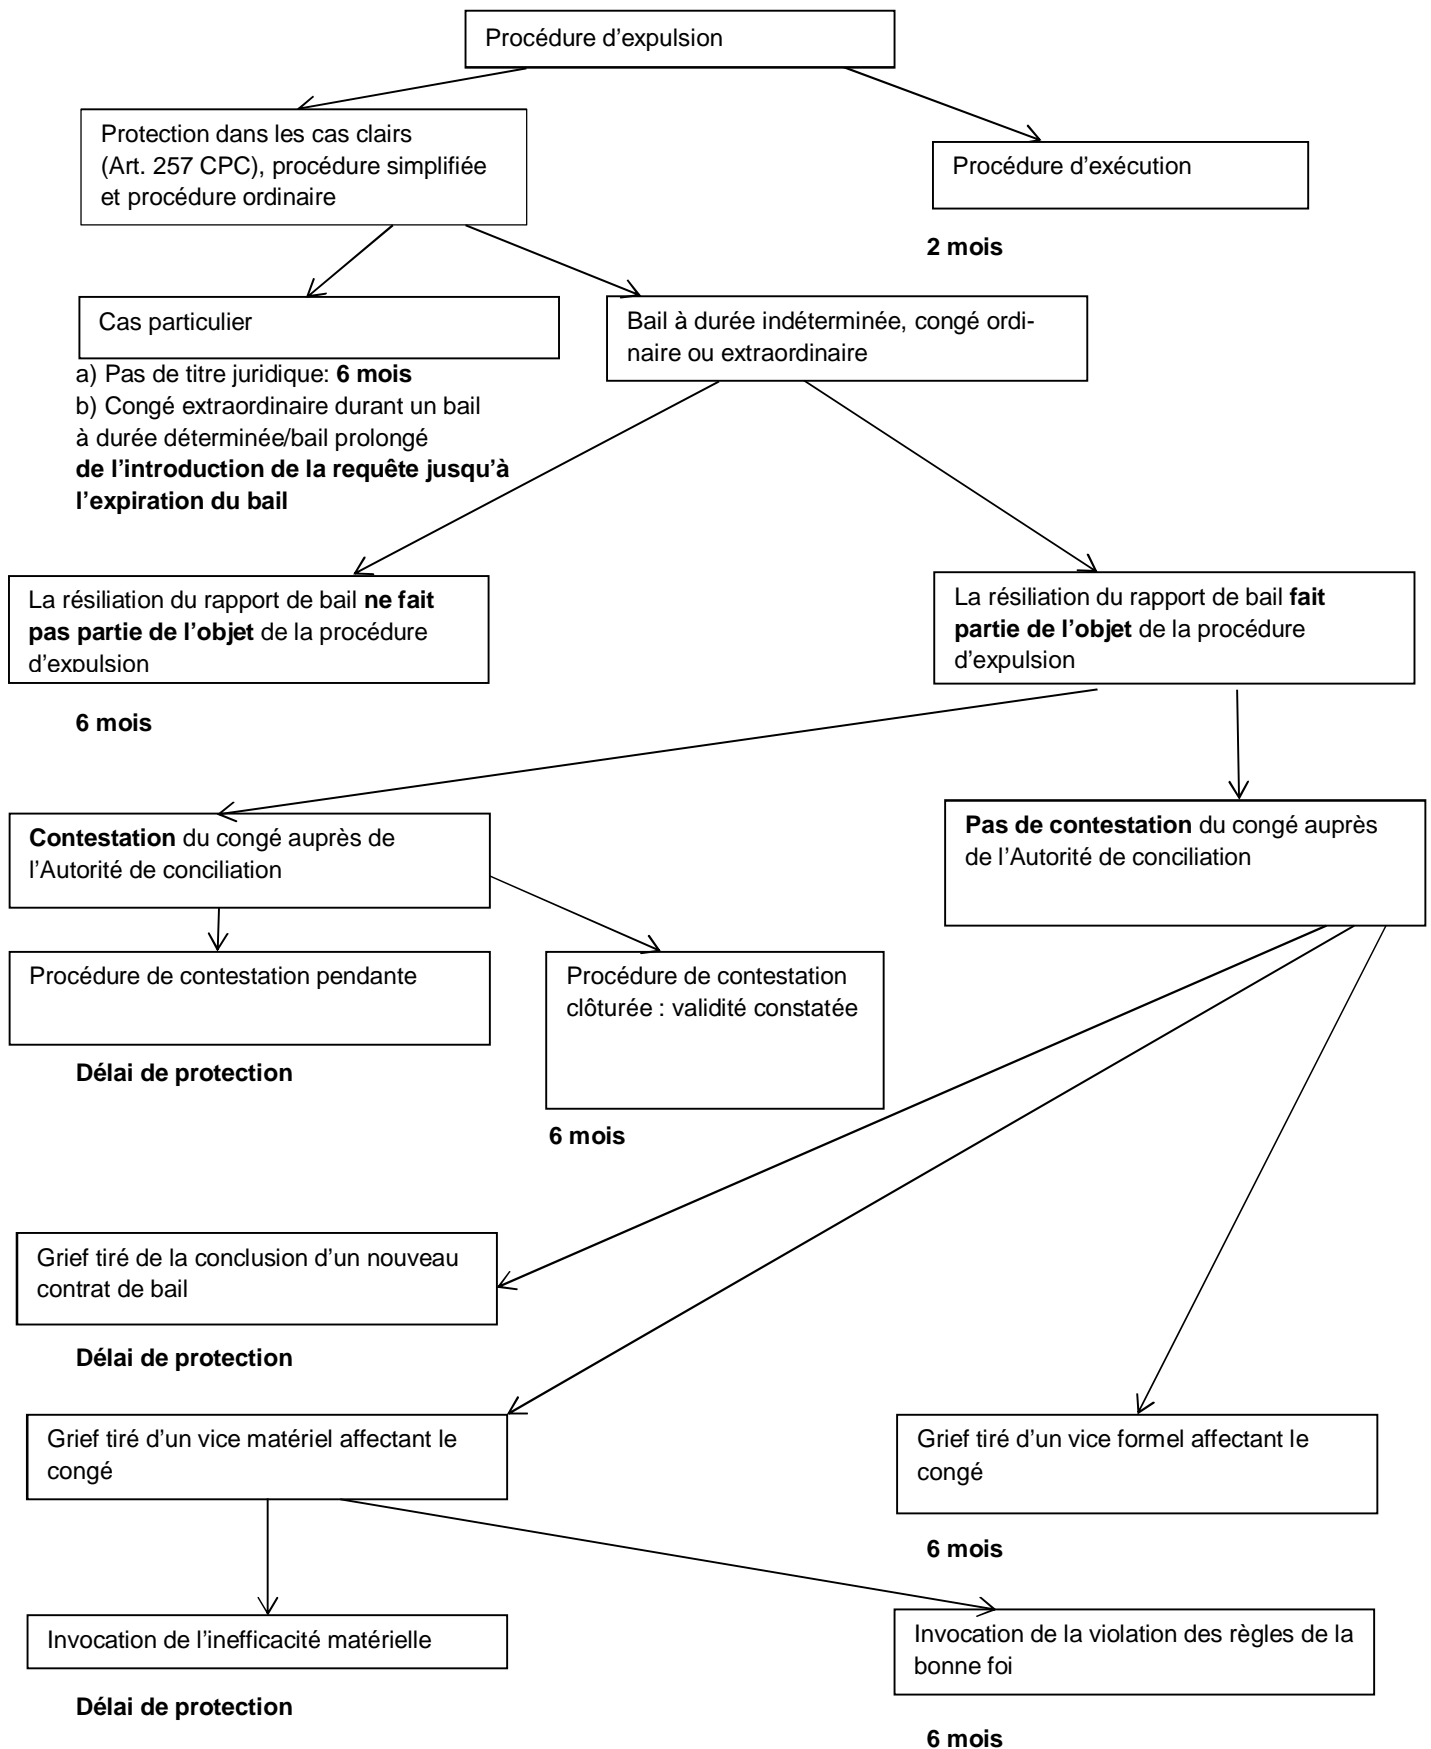 Procédure d’expulsion
Protection dans les cas clairs
(Art. 257 CPC), procédure simplifiée
et procédure ordinaire
Procédure d’exécution
2 mois
Cas particulier
a) Pas de titre juridique: 6 mois
b) Congé extraordinaire durant un bail
à durée déterminée/bail prolongé
de l’introduction de la requête jusqu’à
l’expiration du bail
Bail à durée indéterminée, congé ordi-
naire ou extraordinaire
La résiliation du rapport de bail ne fait
pas partie de l’objet de la procédure
d’expulsion
6 mois
La résiliation du rapport de bail fait
partie de l’objet de la procédure
d’expulsion
Contestation du congé auprès de
l’Autorité de conciliation
Pas de contestation du congé auprès
de l’Autorité de conciliation
Procédure de contestation pendante
Délai de protection
Procédure de contestation
clôturée : validité constatée
6 mois
Grief tiré de la conclusion d’un nouveau
contrat de bail
Délai de protection
Grief tiré d’un vice matériel affectant le
congé
Grief tiré d’un vice formel affectant le
congé
6 mois
Invocation de l’inefficacité matérielle
Délai de protection
Invocation de la violation des règles de la
bonne foi
6 mois